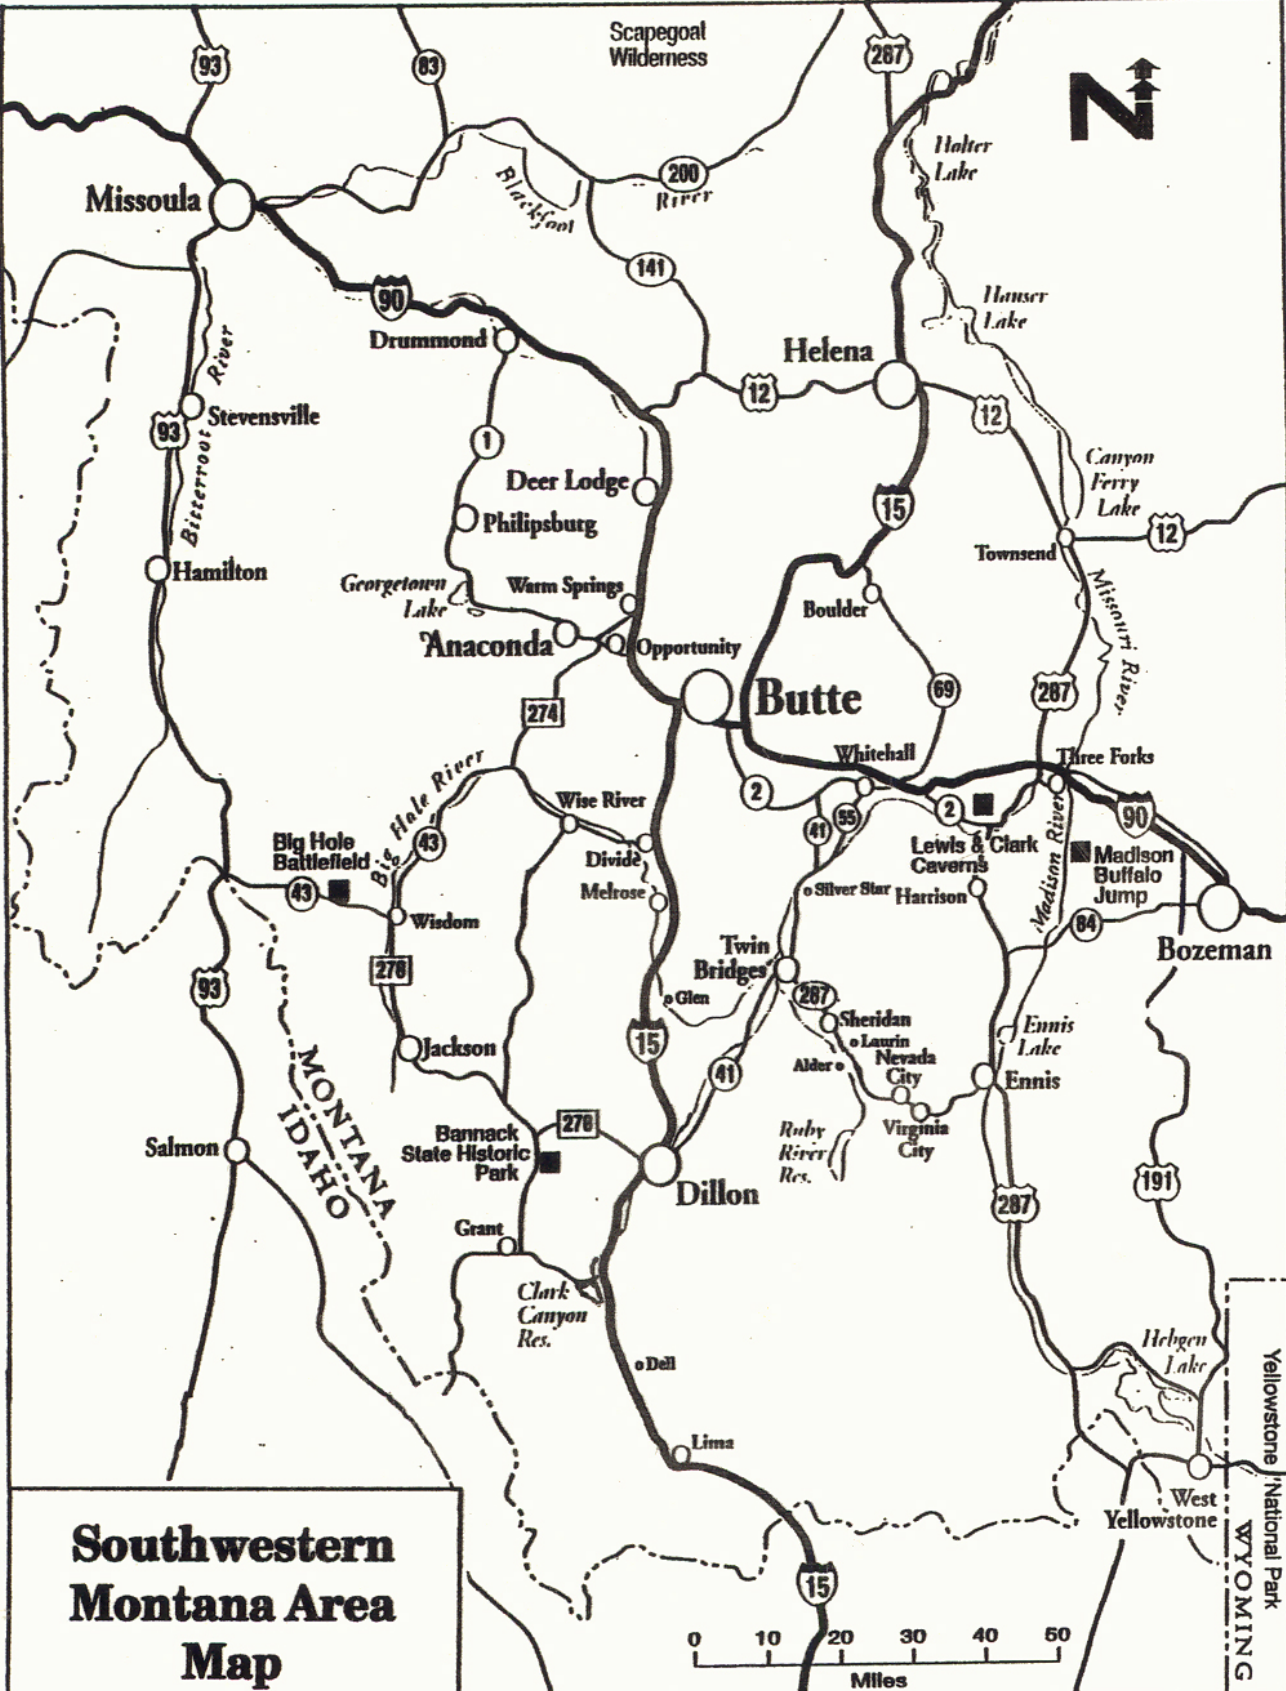 Scapegoat
Wilderness
93
83
287
N
Holter
Lake
200
River
Blackfoot
Missoula
141
90
Hauser
Lake
Drummond
River
Helena
12
12
Stevensville
93
Bitterroot
1
Deer Lodge
Canyon
Ferry
Lake
15
Philipsburg
12
Townsend
Hamilton
Georgetown
Lake
Warm Springs
Boulder
Missouri River
Anaconda
Opportunity
69
287
Butte
274
Whitehall
Three Forks
Big Hole River
2
Wise River
55
2
90
41
43
Big Hole
Battlefield
Divide
Lewis & Clark
Caverns
Madison River
Madison
Buffalo
Jump
43
Melrose
Silver Star
Harrison
Wisdom
84
Twin
Bridges
Bozeman
278
93
Glen
287
Sheridan
Ennis
Lake
15
Laurin
Jackson
Alder
Nevada
City
41
Ennis
MONTANA
IDAHO
278
Bannack
State Historic
Park
Ruby
River
Res.
Virginia
City
Salmon
191
Dillon
287
Grant
Clark
Canyon
Res.
Hebgen
Lake
Dell
Lima
West
Yellowstone
Yellowstone National Park
WYOMING
Southwestern
Montana Area
Map
15
0 10 20 30 40 50
Miles